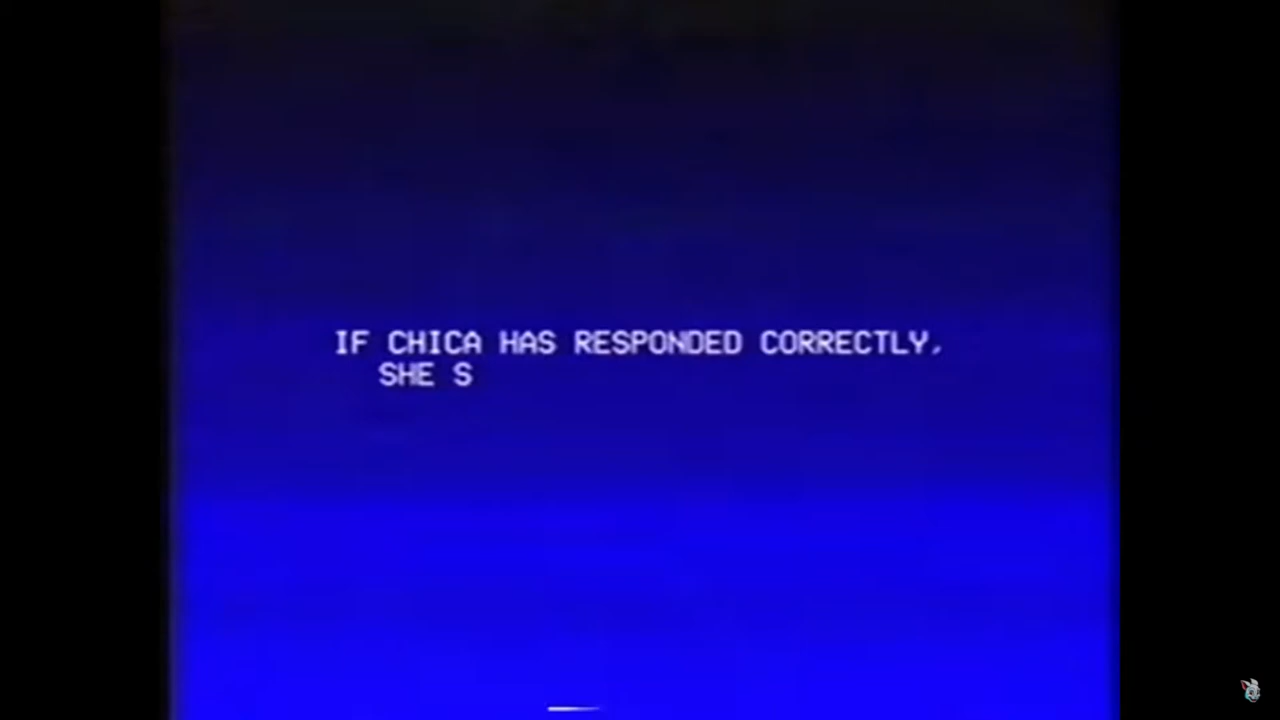 IF CHICA HAS RESPONDED CORRECTLY,
SHE S